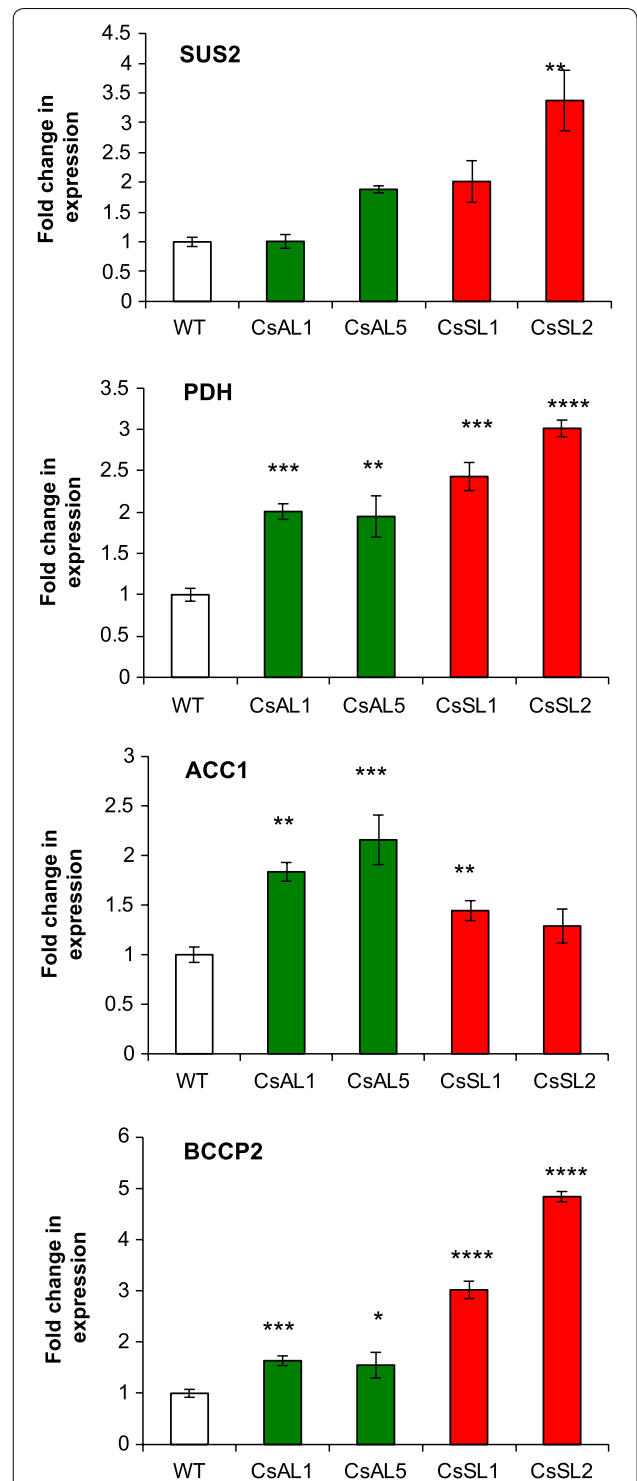 SUS2
Fold change in
expression
4.5
4
3.5
3
2.5
2
1.5
1
0.5
0
**
WT CsAL1 CsAL5 CsSL1 CsSL2
PDH
Fold change in
expression
3.5
3
2.5
2
1.5
1
0.5
0
*** ** *** ****
WT CsAL1 CsAL5 CsSL1 CsSL2
ACC1
Fold change in
expression
3
2.5
2
1.5
1
0.5
0
** *** **
WT CsAL1 CsAL5 CsSL1 CsSL2
BCCP2
Fold change in
expression
6
5
4
3
2
1
0
*** * **** ****
WT CsAL1 CsAL5 CsSL1 CsSL2